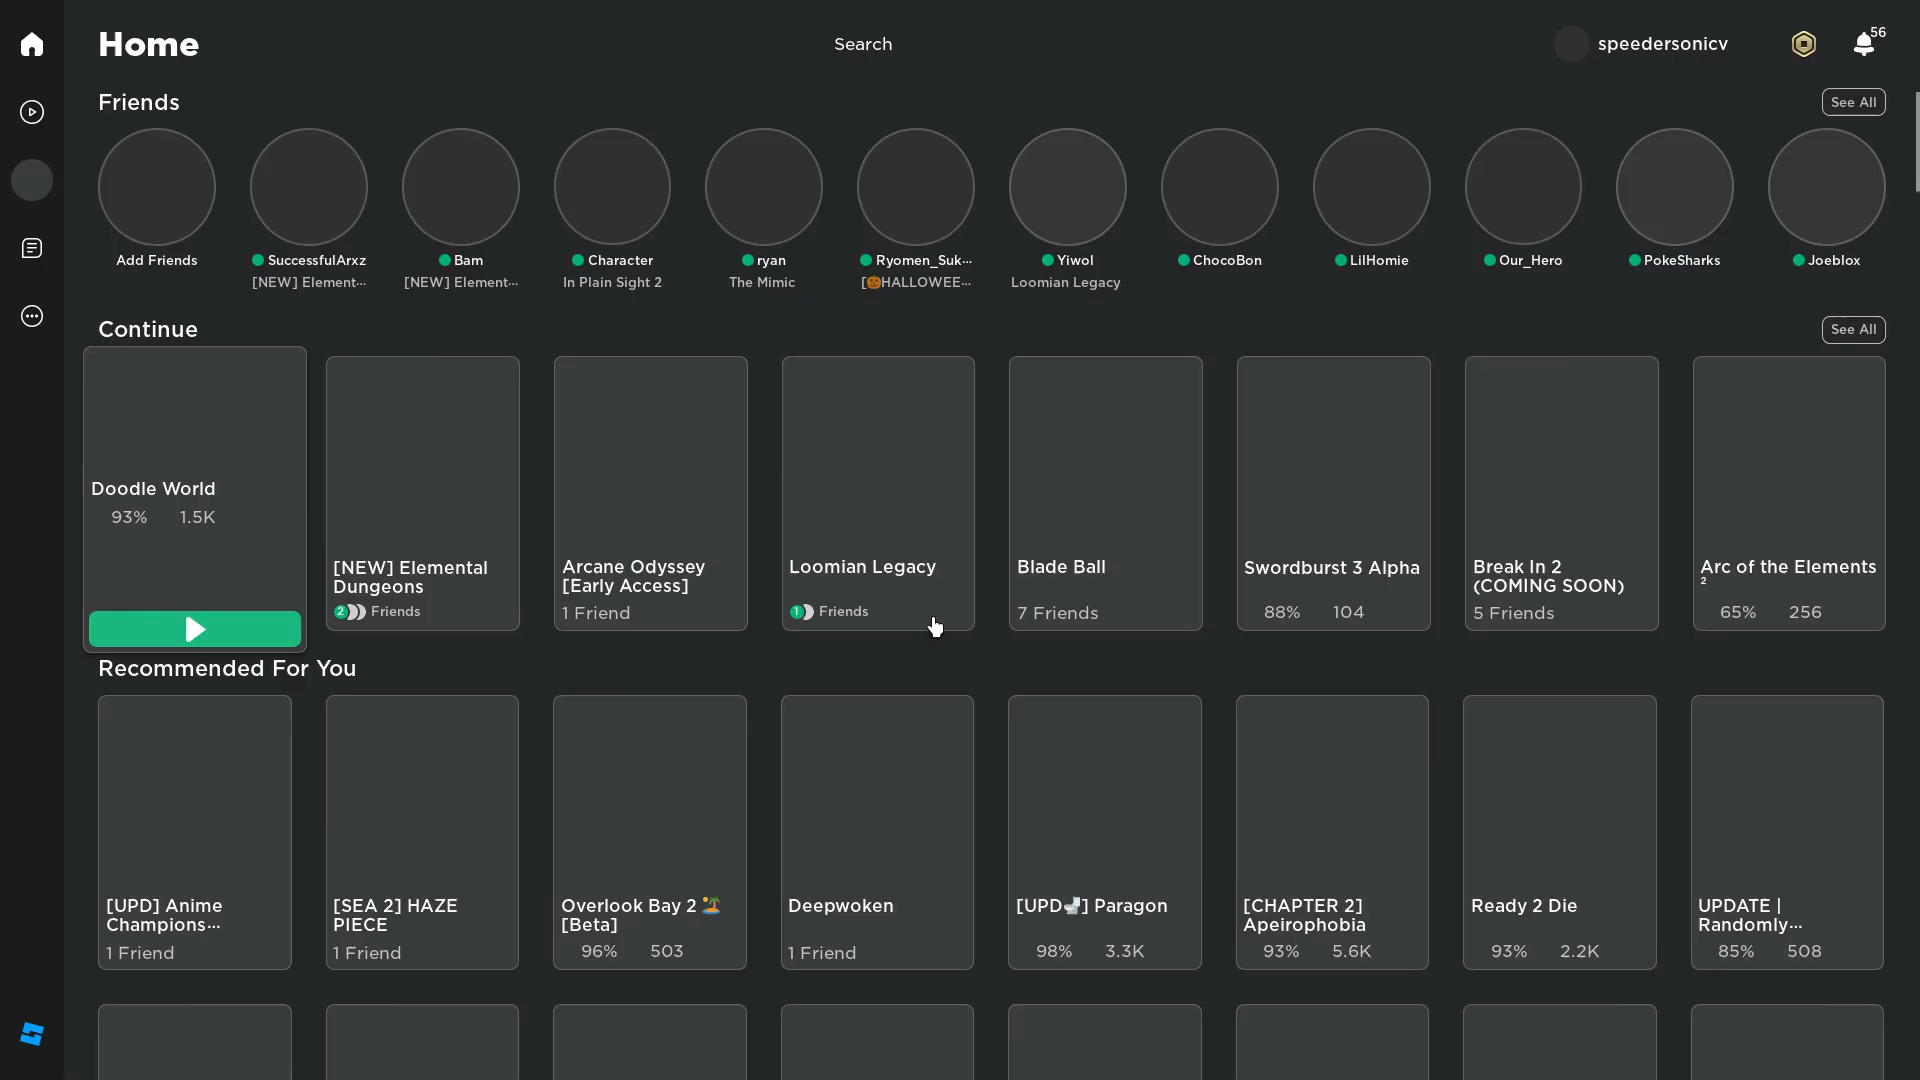 Home
Search
speedersonicv
56
Friends
See All
Add Friends
SuccessfulArxz
[NEW] Element...
Bam
[NEW] Element...
Character
In Plain Sight 2
ryan
The Mimic
Ryomen_Suk...
[🎃HALLOWEE...
Yiwol
Loomian Legacy
ChocoBon
LilHomie
Our_Hero
PokeSharks
Joeblox
Continue
See All
Doodle World
93% 1.5K
[NEW] Elemental
Dungeons
2 Friends
Arcane Odyssey
[Early Access]
1 Friend
Loomian Legacy
1 Friends
Blade Ball
7 Friends
Swordburst 3 Alpha
88% 104
Break In 2
(COMING SOON)
5 Friends
Arc of the Elements
2
65% 256
Recommended For You
[UPD] Anime
Champions...
1 Friend
[SEA 2] HAZE
PIECE
1 Friend
Overlook Bay 2 🏝️
[Beta]
96% 503
Deepwoken
1 Friend
[UPD🚽] Paragon
98% 3.3K
[CHAPTER 2]
Apeirophobia
93% 5.6K
Ready 2 Die
93% 2.2K
UPDATE |
Randomly...
85% 508